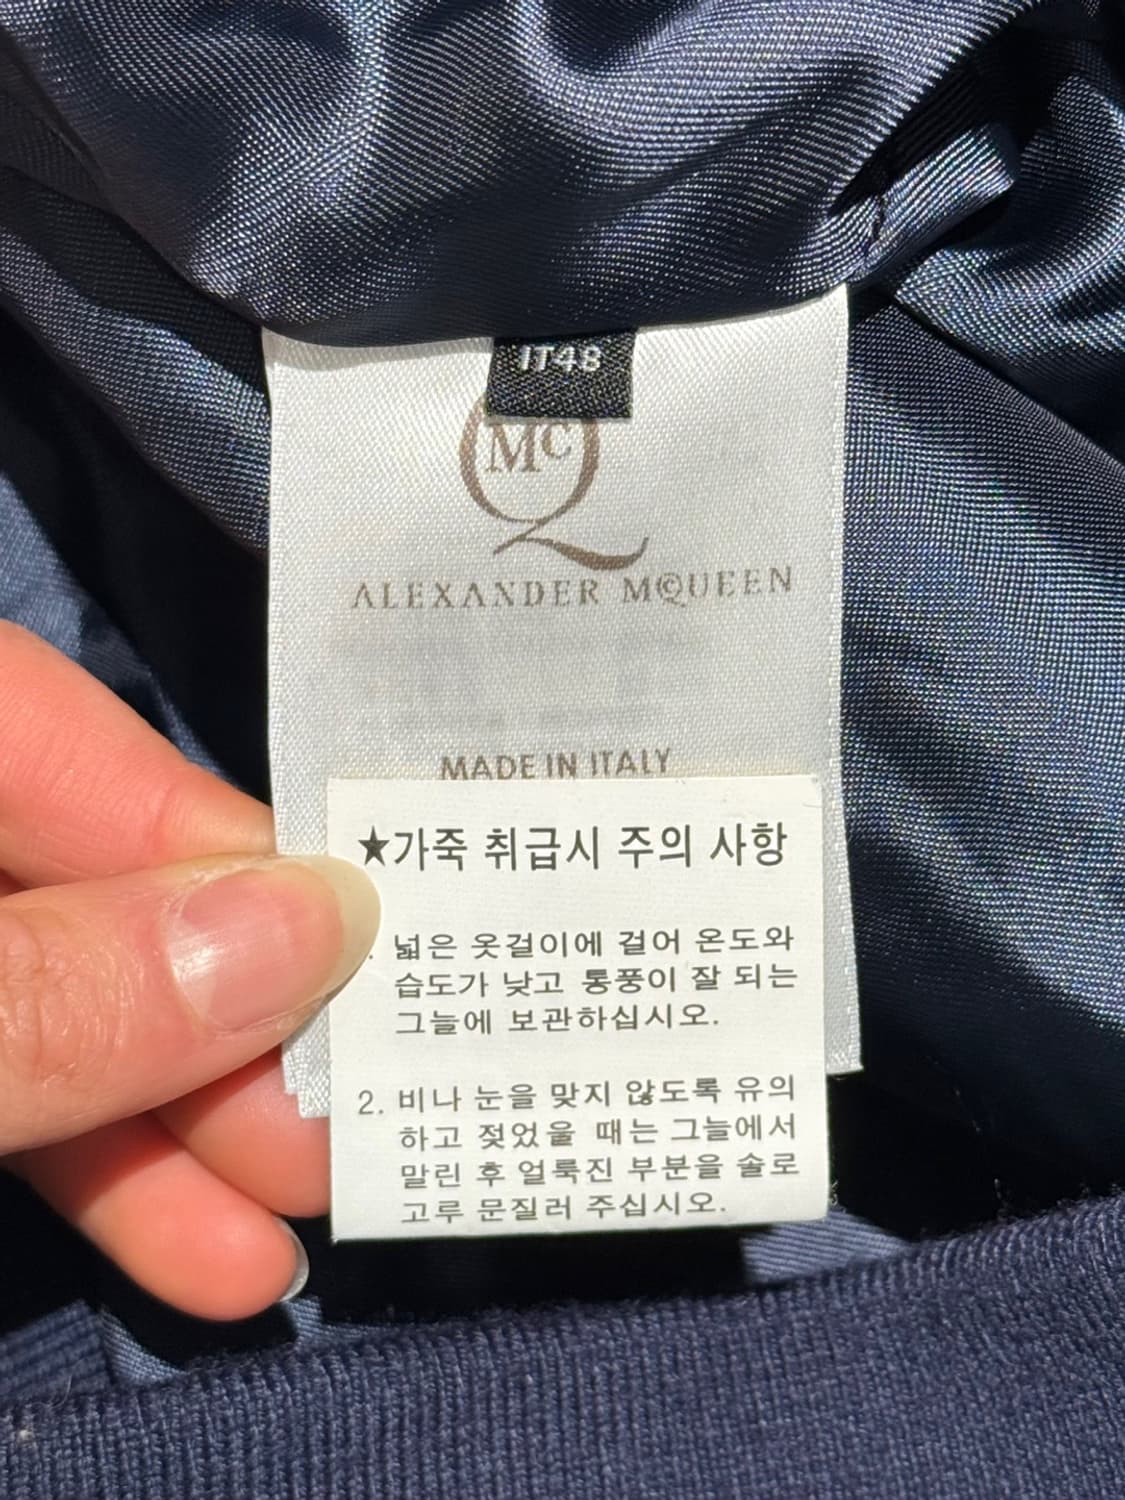 IT48
McQ
ALEXANDER MCQUEEN
MADE IN ITALY
★가죽 취급시 주의 사항
넓은 옷걸이에 걸어 온도와
습도가 낮고 통풍이 잘 되는
그늘에 보관하십시오.
2. 비나 눈을 맞지 않도록 유의
하고 젖었을 때는 그늘에서
말린 후 얼룩진 부분을 솔로
고루 문질러 주십시오.